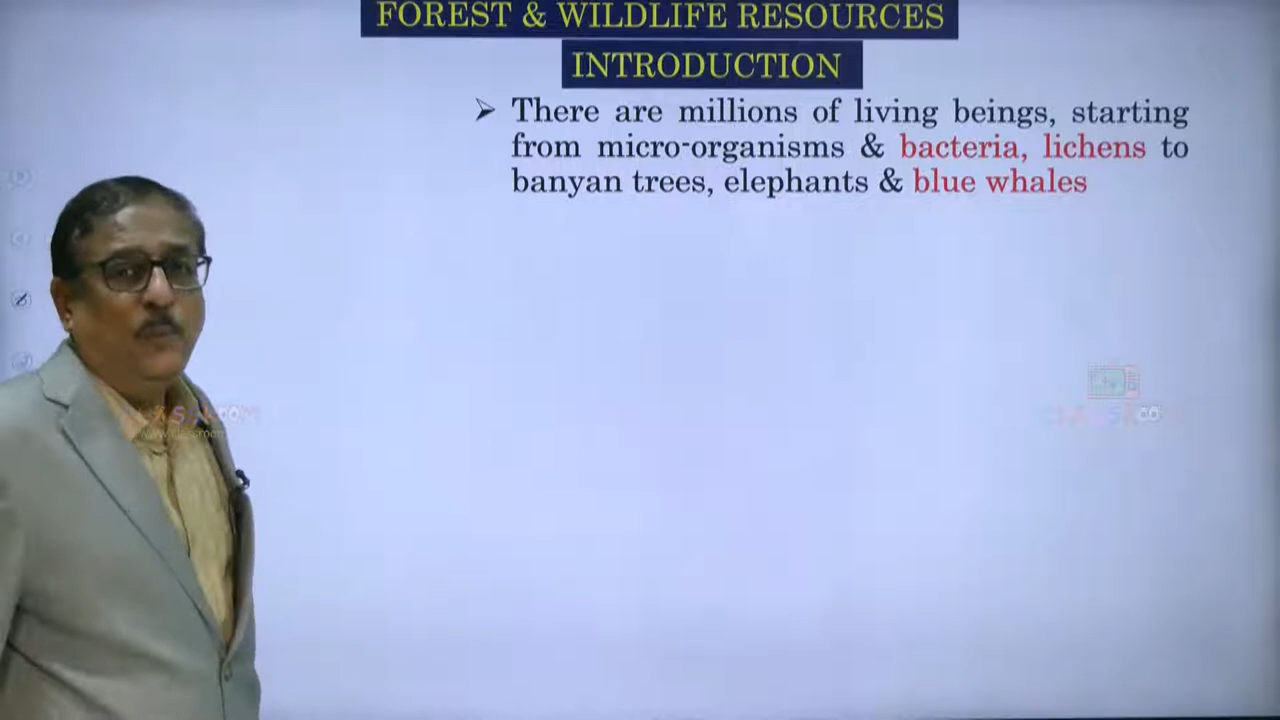 FOREST & WILDLIFE RESOURCES
INTRODUCTION
➢ There are millions of living beings, starting
from micro-organisms & bacteria, lichens to
banyan trees, elephants & blue whales